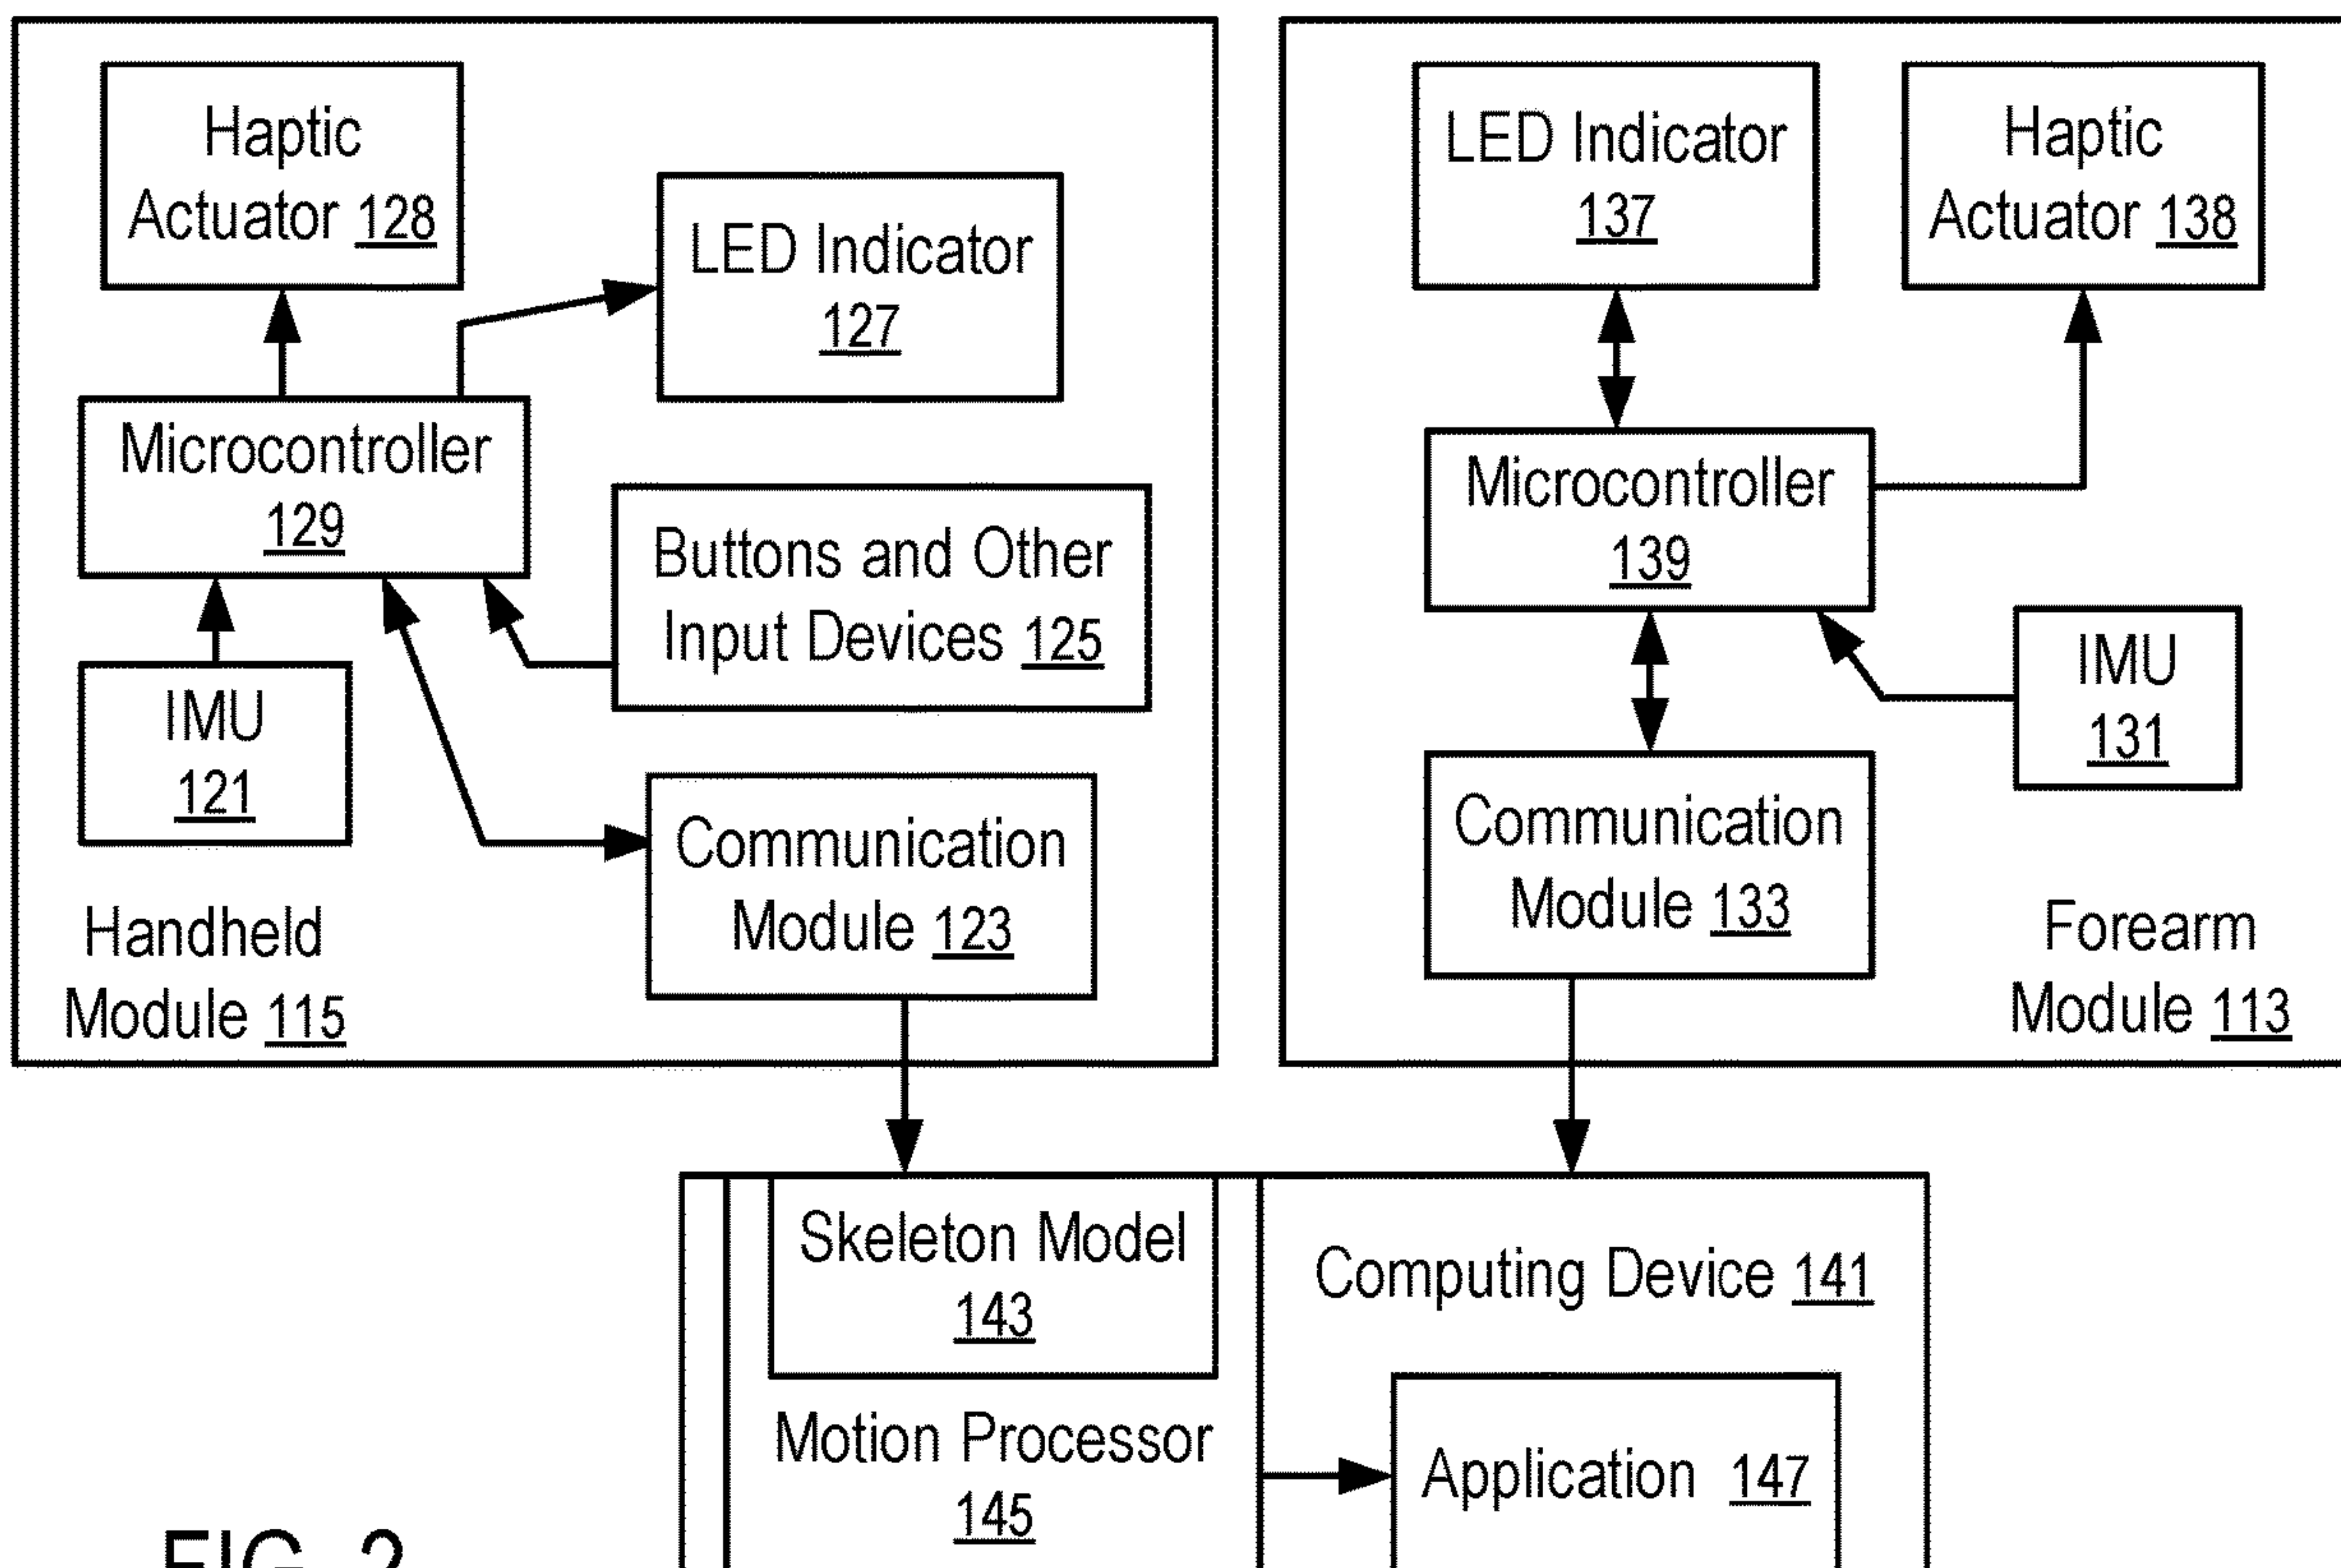 Haptic
Actuator 128
LED Indicator
127
Microcontroller
129
Buttons and Other
Input Devices 125
IMU
121
Communication
Module 123
Handheld
Module 115
LED Indicator
137
Haptic
Actuator 138
Microcontroller
139
IMU
131
Communication
Module 133
Forearm
Module 113
Skeleton Model
143
Motion Processor
145
Computing Device 141
Application 147
FIG. 2